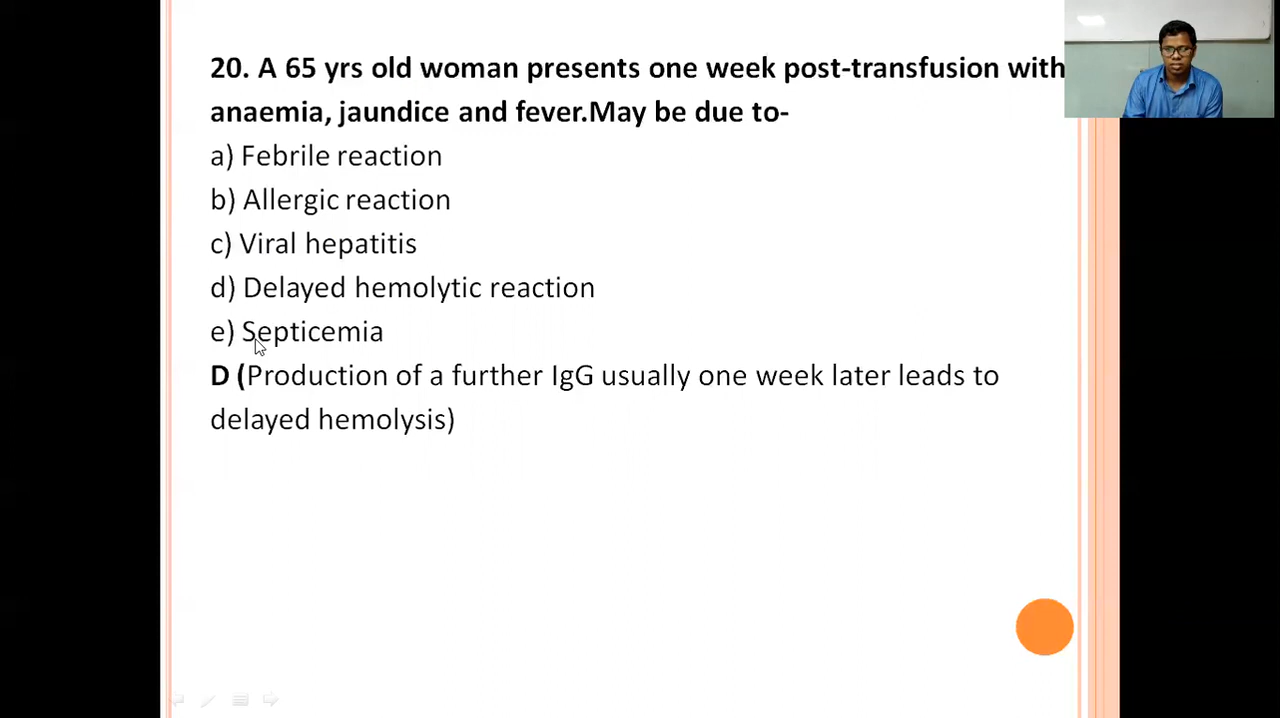 20. A 65 yrs old woman presents one week post-transfusion with
anaemia, jaundice and fever.May be due to-
a) Febrile reaction
b) Allergic reaction
c) Viral hepatitis
d) Delayed hemolytic reaction
e) Septicemia
D (Production of a further IgG usually one week later leads to
delayed hemolysis)